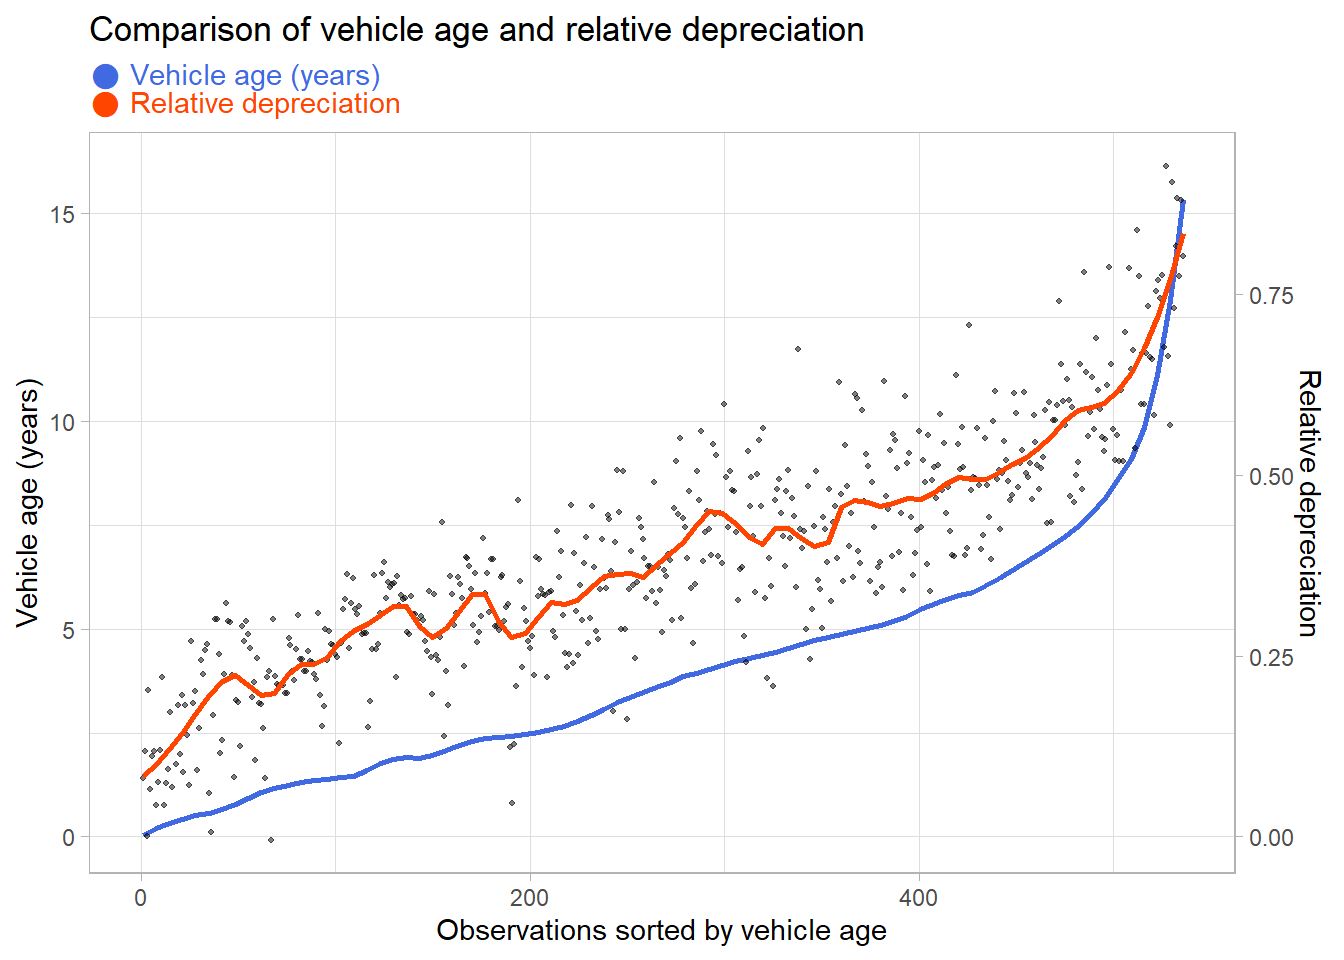 Comparison of vehicle age and relative depreciation
Vehicle age (years)
Relative depreciation
Vehicle age (years)
15
10
5
0
0.75
0.50
0.25
0.00
Relative depreciation
0 200 400
Observations sorted by vehicle age